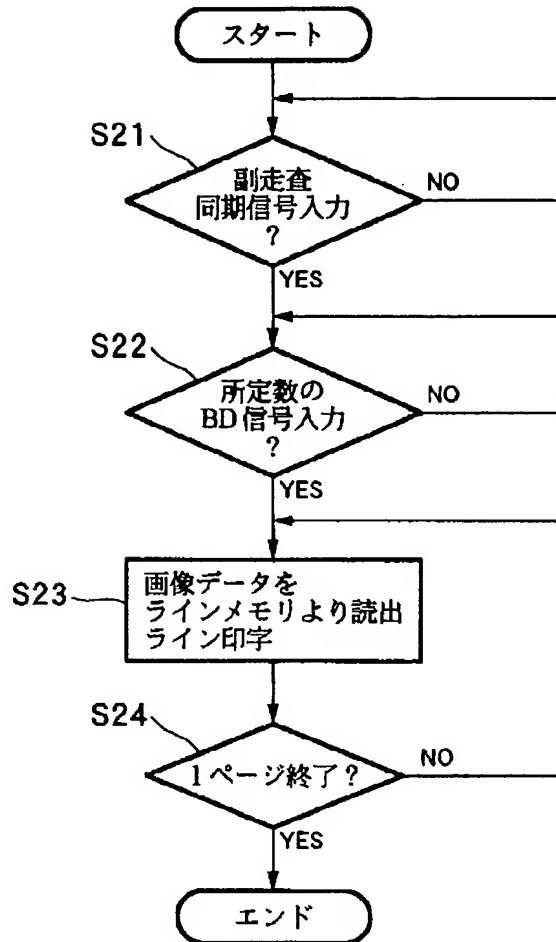 スタート
S21
副走査
同期信号入力
?
NO
YES
S22
所定数の
BD信号入力
?
NO
YES
S23
画像データを
ラインメモリより読出
ライン印字
S24
1ページ終了?
NO
YES
エンド